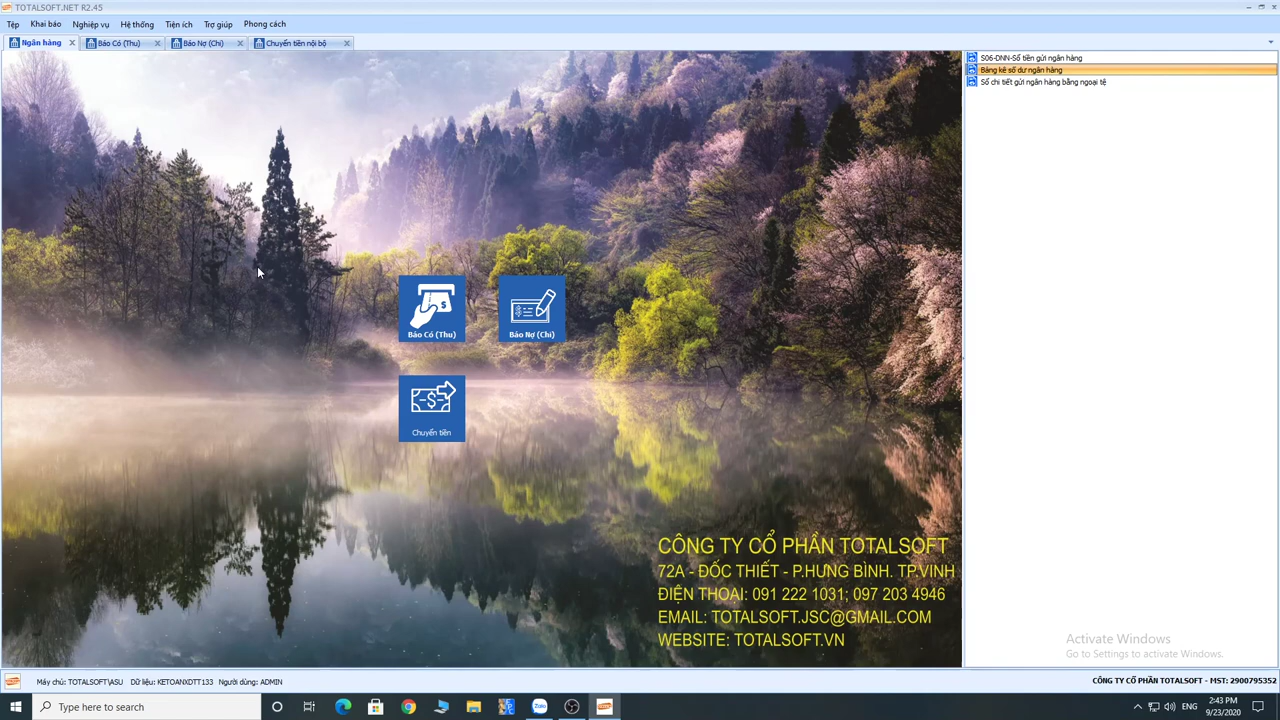 TOTALSOFT.NET R2.45
Tệp Khai báo Nghiệp vụ Hệ thống Tiện ích Trợ giúp Phong cách
Ngân hàng Báo Có (Thu) Báo Nợ (Chi) Chuyển tiền nội bộ
S06-DNN-Sổ tiền gửi ngân hàng
Bảng kê số dư ngân hàng
Sổ chi tiết gửi ngân hàng bằng ngoại tệ
Báo Có (Thu) Báo Nợ (Chi)
Chuyển tiền
CÔNG TY CỔ PHẦN TOTALSOFT
72A - ĐỐC THIẾT - P.HƯNG BÌNH. TP.VINH
ĐIỆN THOẠI: 091 222 1031; 097 203 4946
EMAIL: TOTALSOFT.JSC@GMAIL.COM
WEBSITE: TOTALSOFT.VN
Activate Windows
Go to Settings to activate Windows.
Máy chủ: TOTALSOFT\ASU Dữ liệu: KETOANXDTT133 Người dùng: ADMIN CÔNG TY CỔ PHẦN TOTALSOFT - MST: 2900795352
Type here to search
Zalo
ENG
2:43 PM
9/23/2020